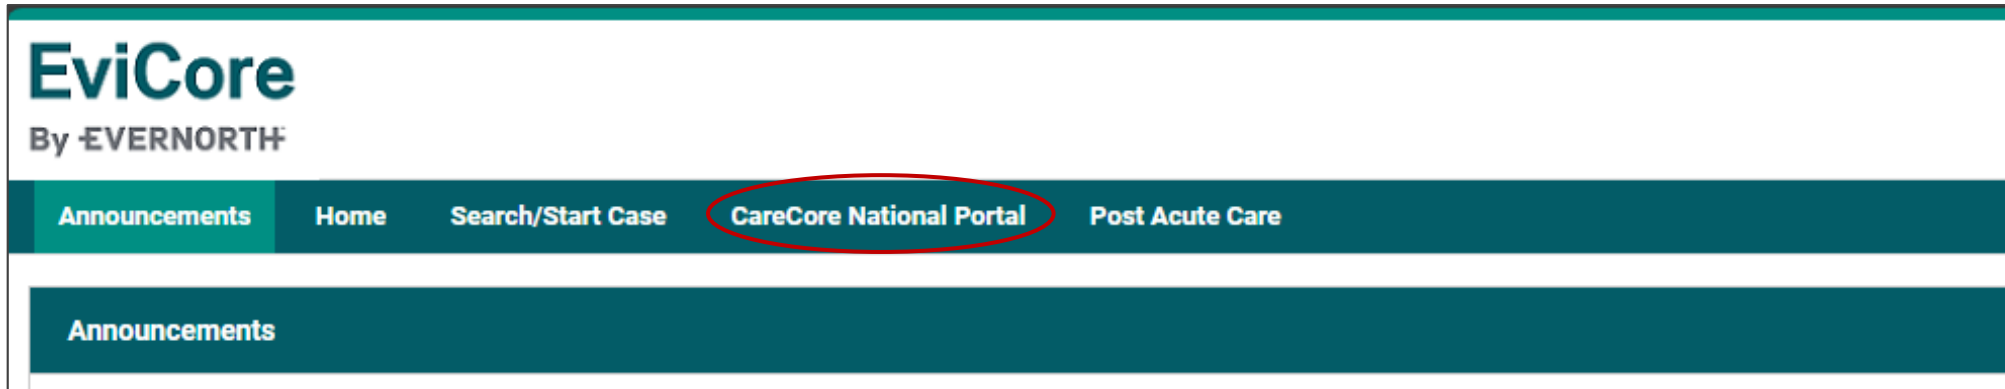 EviCore
By EVERNORTH
Announcements Home Search/Start Case CareCore National Portal Post Acute Care
Announcements